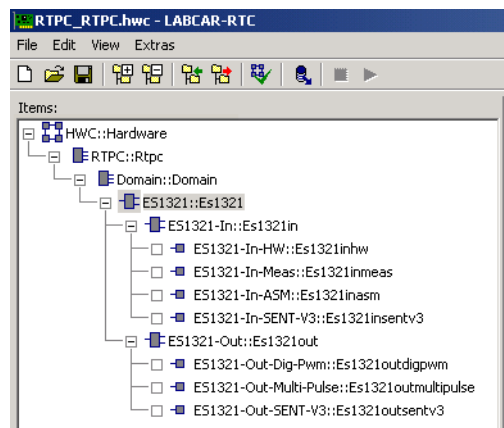 RTPC_RTPC.hwc - LABCAR-RTC
File Edit View Extras
Items:
HWC::Hardware
RTPC::Rtpc
Domain::Domain
ES1321::Es1321
ES1321-In::Es1321in
ES1321-In-HW::Es1321inhw
ES1321-In-Meas::Es1321inmeas
ES1321-In-ASM::Es1321inasm
ES1321-In-SENT-V3::Es1321insentv3
ES1321-Out::Es1321out
ES1321-Out-Dig-Pwm::Es1321outdigpwm
ES1321-Out-Multi-Pulse::Es1321outmultipulse
ES1321-Out-SENT-V3::Es1321outsentv3